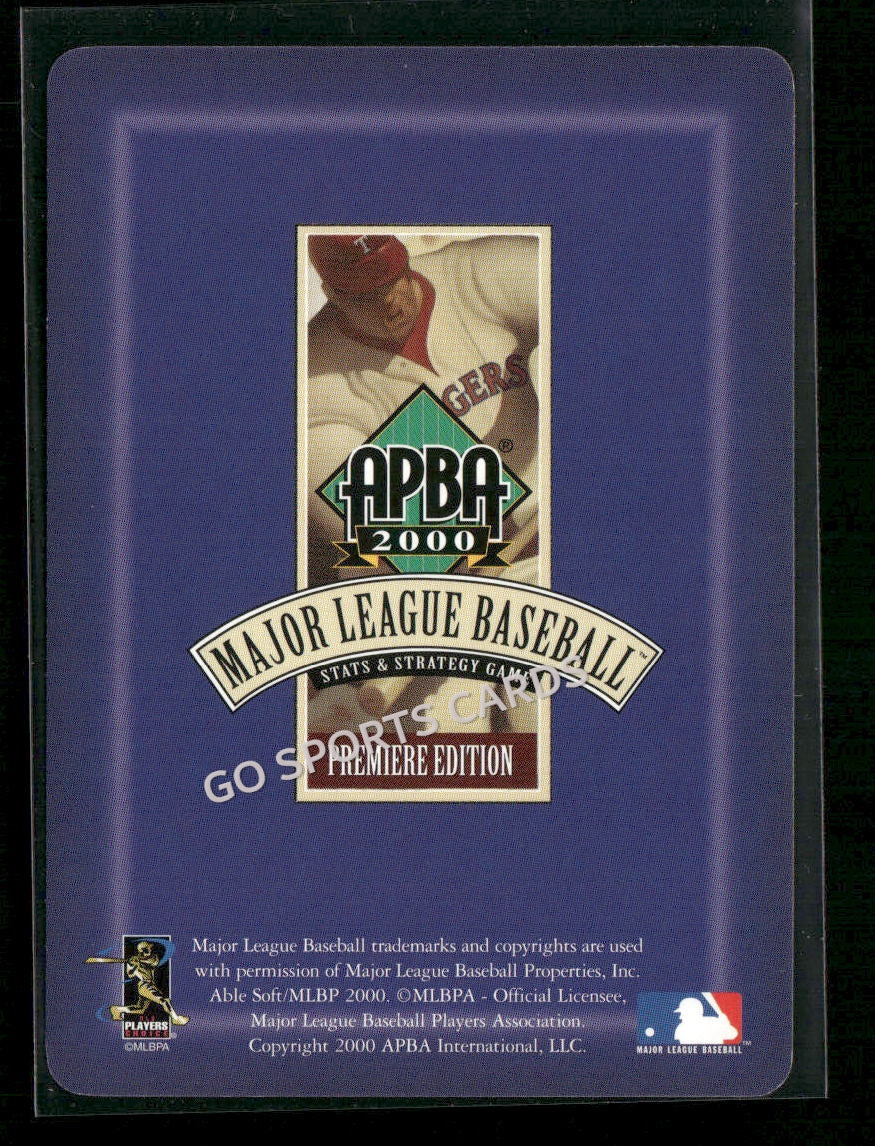 T
GERS
APBA®
2000
MAJOR LEAGUE BASEBALL™
STATS & STRATEGY GAME
GO SPORTS CARDS
PREMIERE EDITION
Major League Baseball trademarks and copyrights are used
with permission of Major League Baseball Properties, Inc.
Able Soft/MLBP 2000. ©MLBPA - Official Licensee,
Major League Baseball Players Association.
Copyright 2000 APBA International, LLC.
PLAYERS
CHOICE®
©MLBPA
MAJOR LEAGUE BASEBALL™